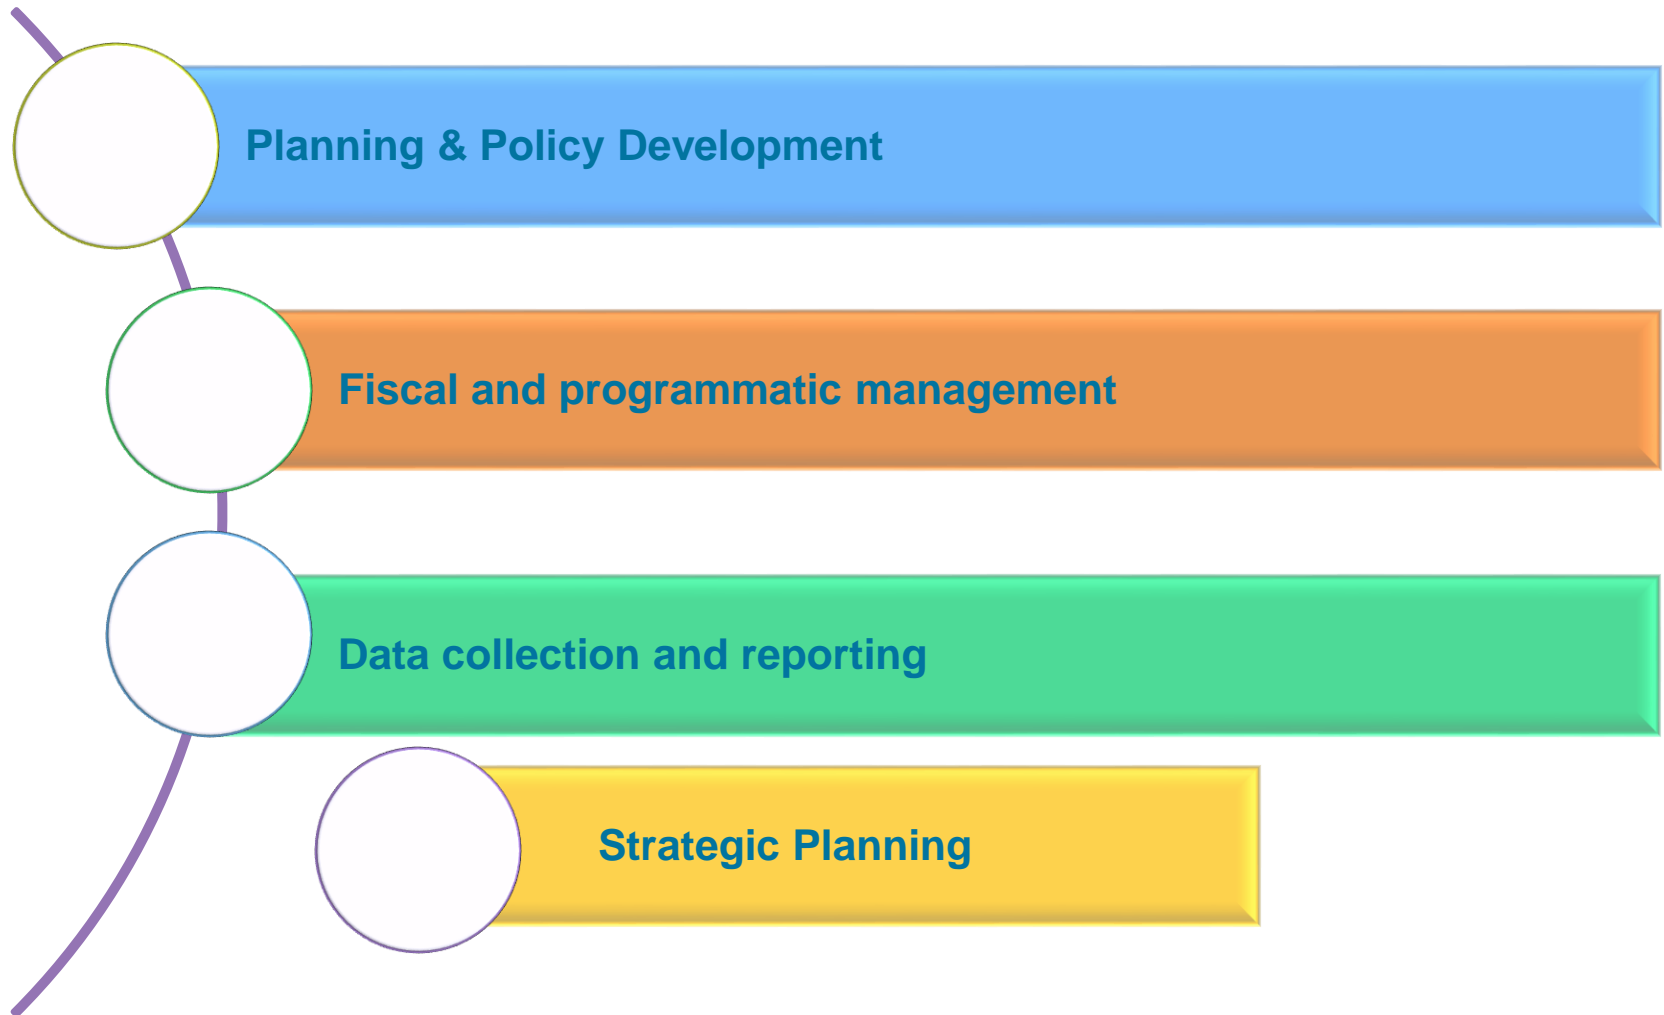 Planning & Policy Development
Fiscal and programmatic management
Data collection and reporting
Strategic Planning